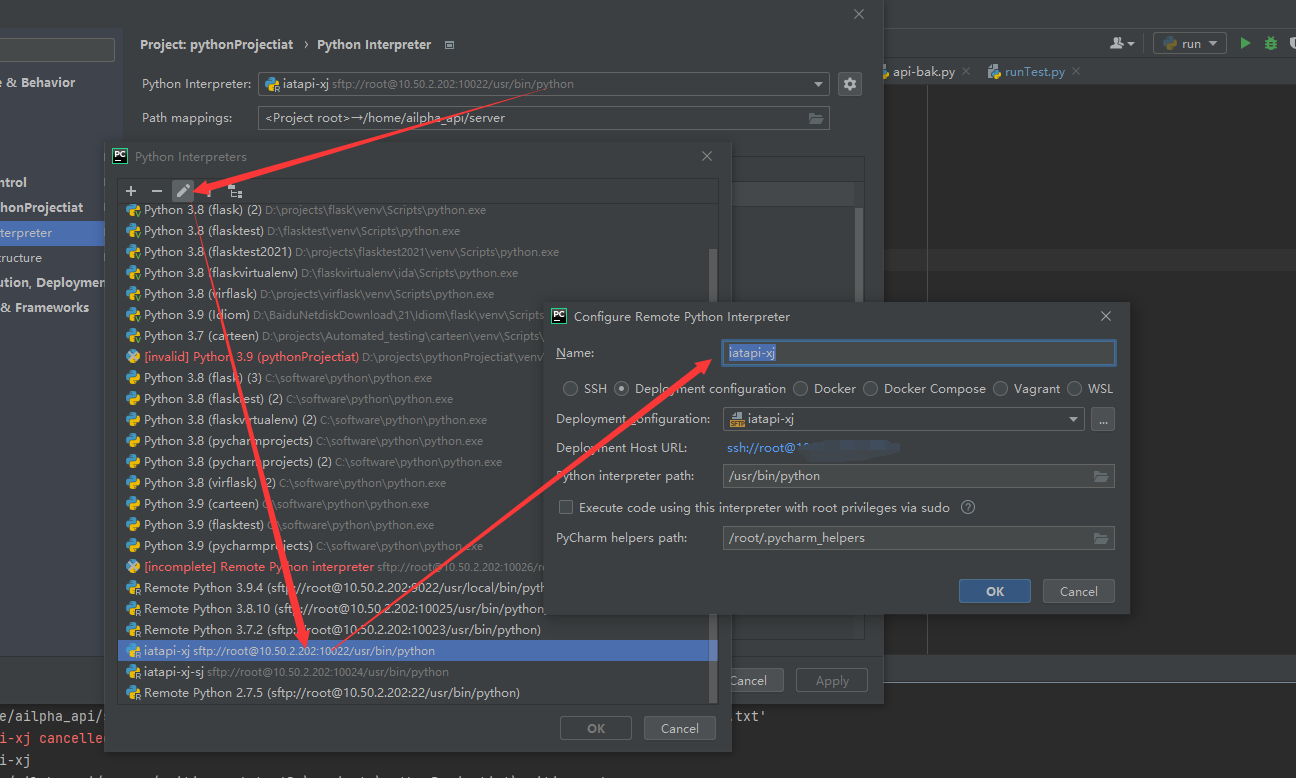 Project: pythonProjectiat › Python Interpreter
Python Interpreter: iatapi-xj sftp://root@10.50.2.202:10022/usr/bin/python
Path mappings: <Project root>→/home/ailpha_api/server
run
api-bak.py
runTest.py
e & Behavior
ntrol
honProjectiat
terpreter
ructure
ution, Deploymen
& Frameworks
PC Python Interpreters
Python 3.8 (flask) (2) D:\projects\flask\venv\Scripts\python.exe
Python 3.8 (flasktest) D:\flasktest\venv\Scripts\python.exe
Python 3.8 (flasktest2021) D:\projects\flasktest2021\venv\Scripts\python.exe
Python 3.8 (flaskvirtualenv) D:\flaskvirtualenv\ida\Scripts\python.exe
Python 3.8 (virflask) D:\projects\virflask\venv\Scripts\python.exe
Python 3.9 (Idiom) D:\BaiduNetdiskDownload\21\Idiom\flask\venv\Scripts
Python 3.7 (carteen) D:\projects\Automated_testing\carteen\venv\Scripts\
[invalid] Python 3.9 (pythonProjectiat) D:\projects\pythonProjectiat\venv\
Python 3.8 (flask) (3) C:\software\python\python.exe
Python 3.8 (flasktest) (2) C:\software\python\python.exe
Python 3.8 (flaskvirtualenv) (2) C:\software\python\python.exe
Python 3.8 (pycharmprojects) C:\software\python\python.exe
Python 3.8 (pycharmprojects) (2) C:\software\python\python.exe
Python 3.8 (virflask) (2) C:\software\python\python.exe
Python 3.9 (carteen) C:\software\python\python.exe
Python 3.9 (flasktest) C:\software\python\python.exe
Python 3.9 (pycharmprojects) C:\software\python\python.exe
[incomplete] Remote Python interpreter sftp://root@10.50.2.202:10026/ro
Remote Python 3.9.4 (sftp://root@10.50.2.202:9022/usr/local/bin/pyth
Remote Python 3.8.10 (sftp://root@10.50.2.202:10025/usr/bin/python
Remote Python 3.7.2 (sftp://root@10.50.2.202:10023/usr/bin/python)
iatapi-xj sftp://root@10.50.2.202:10022/usr/bin/python
iatapi-xj-sj sftp://root@10.50.2.202:10024/usr/bin/python
Remote Python 2.7.5 (sftp://root@10.50.2.202:22/usr/bin/python)
OK Cancel
PC Configure Remote Python Interpreter
Name: iatapi-xj
SSH Deployment configuration Docker Docker Compose Vagrant WSL
Deployment configuration: SFTP iatapi-xj ...
Deployment Host URL: ssh://root@
Python interpreter path: /usr/bin/python
Execute code using this interpreter with root privileges via sudo ?
PyCharm helpers path: /root/.pycharm_helpers
OK Cancel
Cancel Apply
e/ailpha_api/s .txt'
i-xj cancelled
i-xj